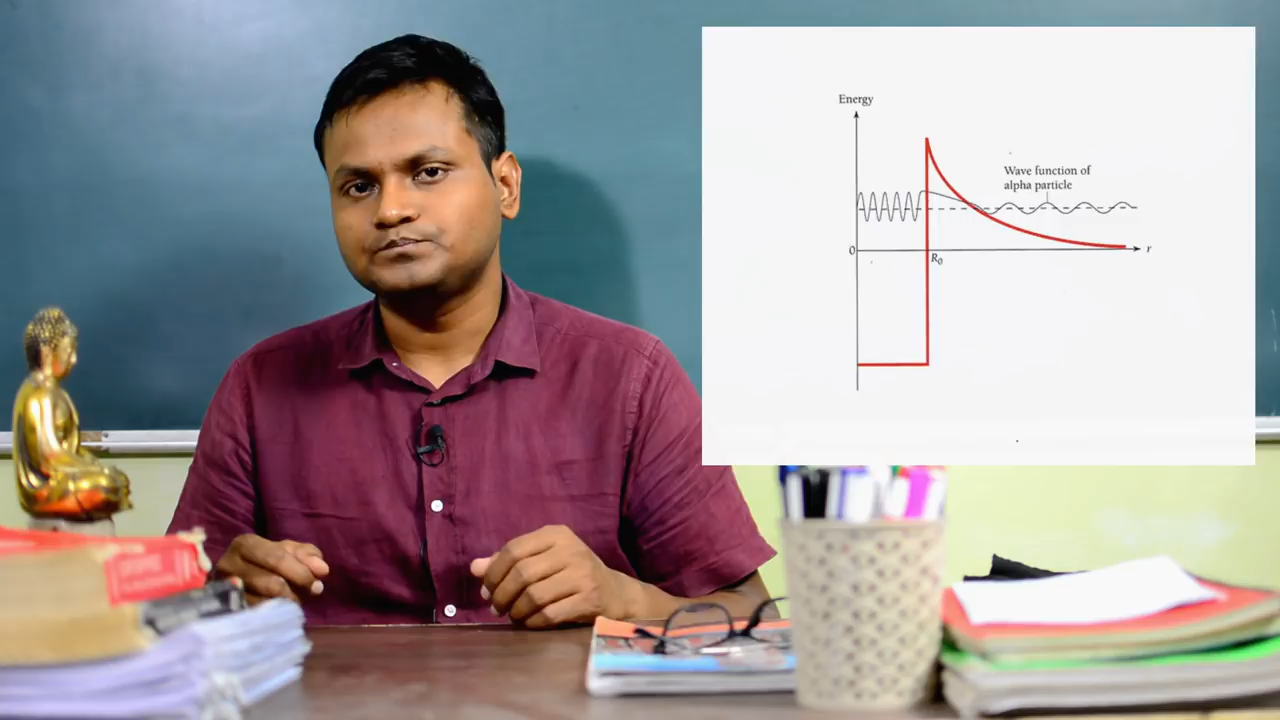 Energy
Wave function of
alpha particle
0
R₀
r